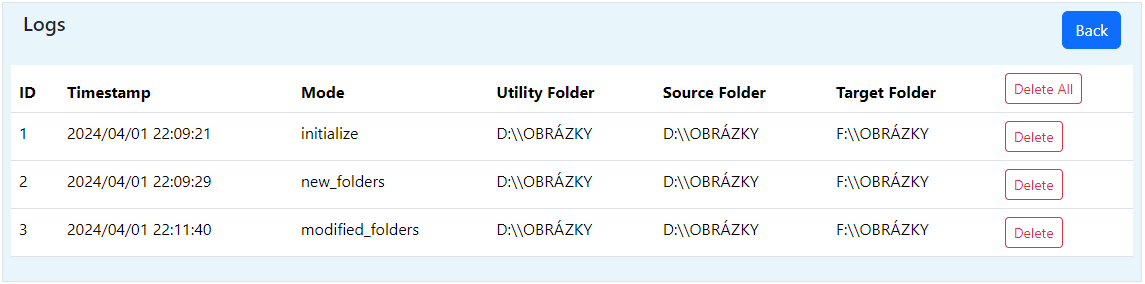 Logs
Back
ID Timestamp Mode Utility Folder Source Folder Target Folder Delete All
1 2024/04/01 22:09:21 initialize D:\\OBRÁZKY D:\\OBRÁZKY F:\\OBRÁZKY Delete
2 2024/04/01 22:09:29 new_folders D:\\OBRÁZKY D:\\OBRÁZKY F:\\OBRÁZKY Delete
3 2024/04/01 22:11:40 modified_folders D:\\OBRÁZKY D:\\OBRÁZKY F:\\OBRÁZKY Delete